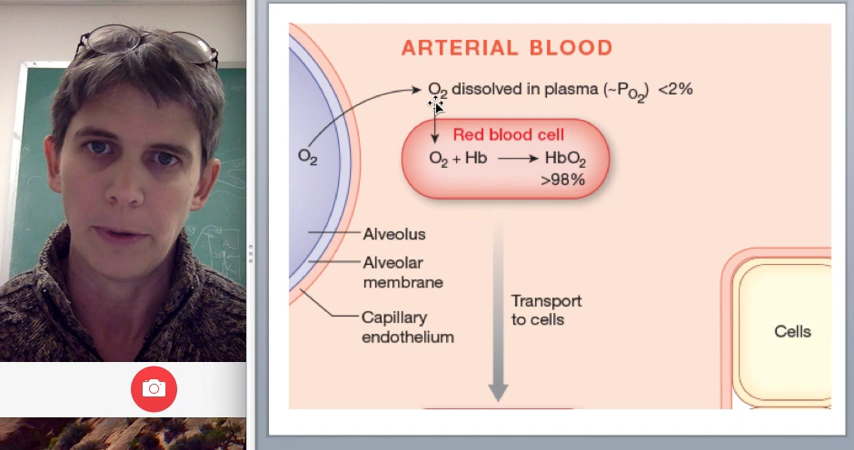 ARTERIAL BLOOD
O2 dissolved in plasma (~PO2) <2%
Red blood cell
O2 + Hb → HbO2
>98%
O2
Alveolus
Alveolar
membrane
Capillary
endothelium
Transport
to cells
Cells